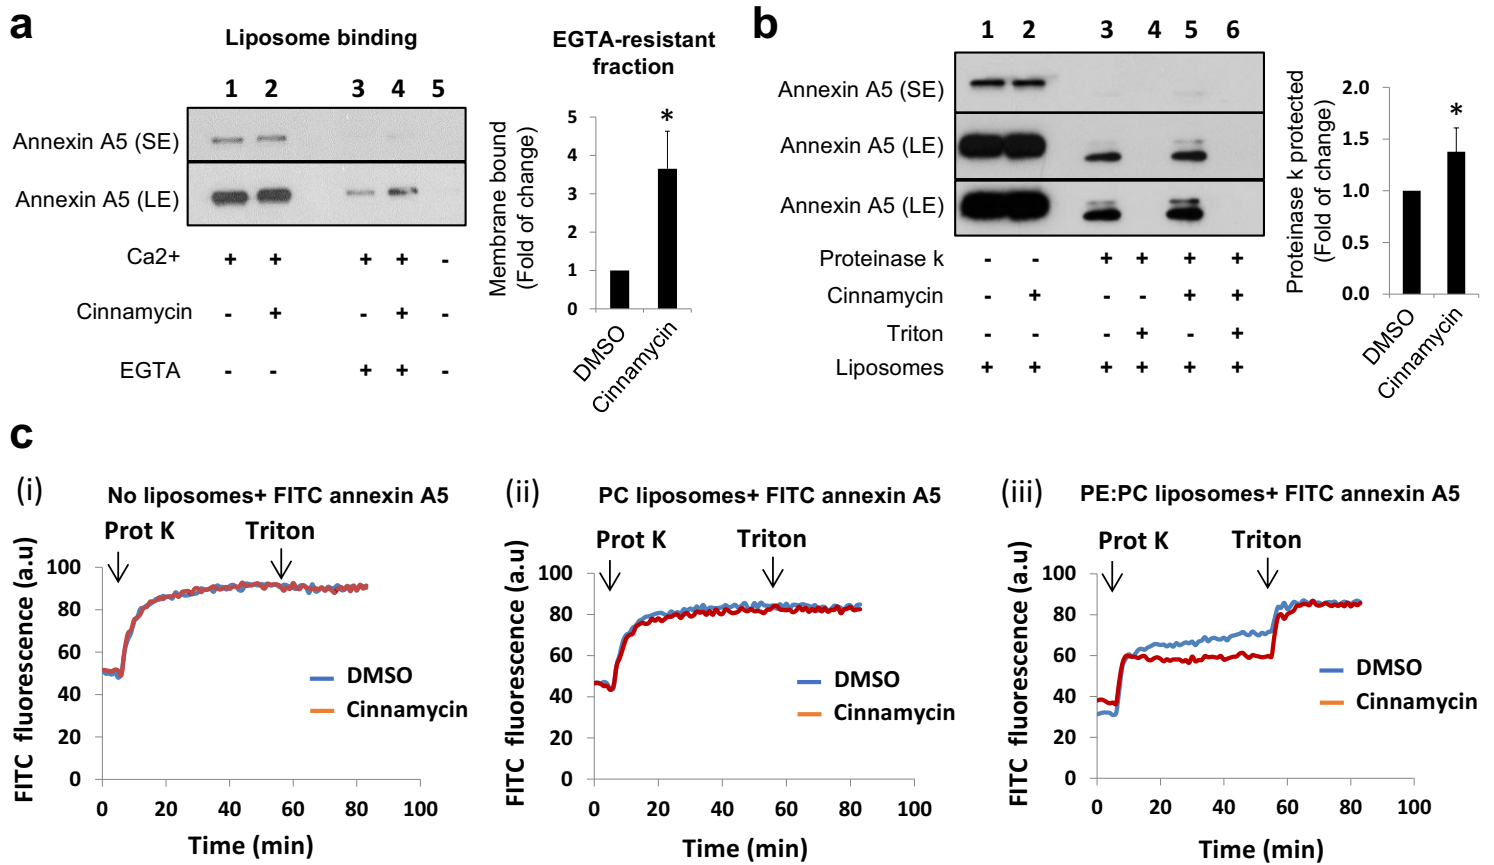 a
Liposome binding
1 2 3 4 5
Annexin A5 (SE)
Annexin A5 (LE)
Ca2+ + + + + -
Cinnamycin - + - + -
EGTA - - + + -
EGTA-resistant
fraction
Membrane bound
(Fold of change)
5
4
3
2
1
0
*
DMSO
Cinnamycin
b
1 2 3 4 5 6
Annexin A5 (SE)
Annexin A5 (LE)
Annexin A5 (LE)
Proteinase k - - + + + +
Cinnamycin - + - - + +
Triton - - - + - +
Liposomes + + + + + +
Proteinase k protected
(Fold of change)
2.0
1.5
1.0
0.5
0.0
*
DMSO
Cinnamycin
c
(i)
No liposomes+ FITC annexin A5
Prot K
Triton
FITC fluorescence (a.u)
100
80
60
40
20
0
DMSO
Cinnamycin
0 20 40 60 80 100
Time (min)
(ii)
PC liposomes+ FITC annexin A5
Prot K
Triton
FITC fluorescence (a.u)
100
80
60
40
20
0
DMSO
Cinnamycin
0 20 40 60 80 100
Time (min)
(iii)
PE:PC liposomes+ FITC annexin A5
Prot K
Triton
FITC fluorescence (a.u)
100
80
60
40
20
0
DMSO
Cinnamycin
0 20 40 60 80 100
Time (min)